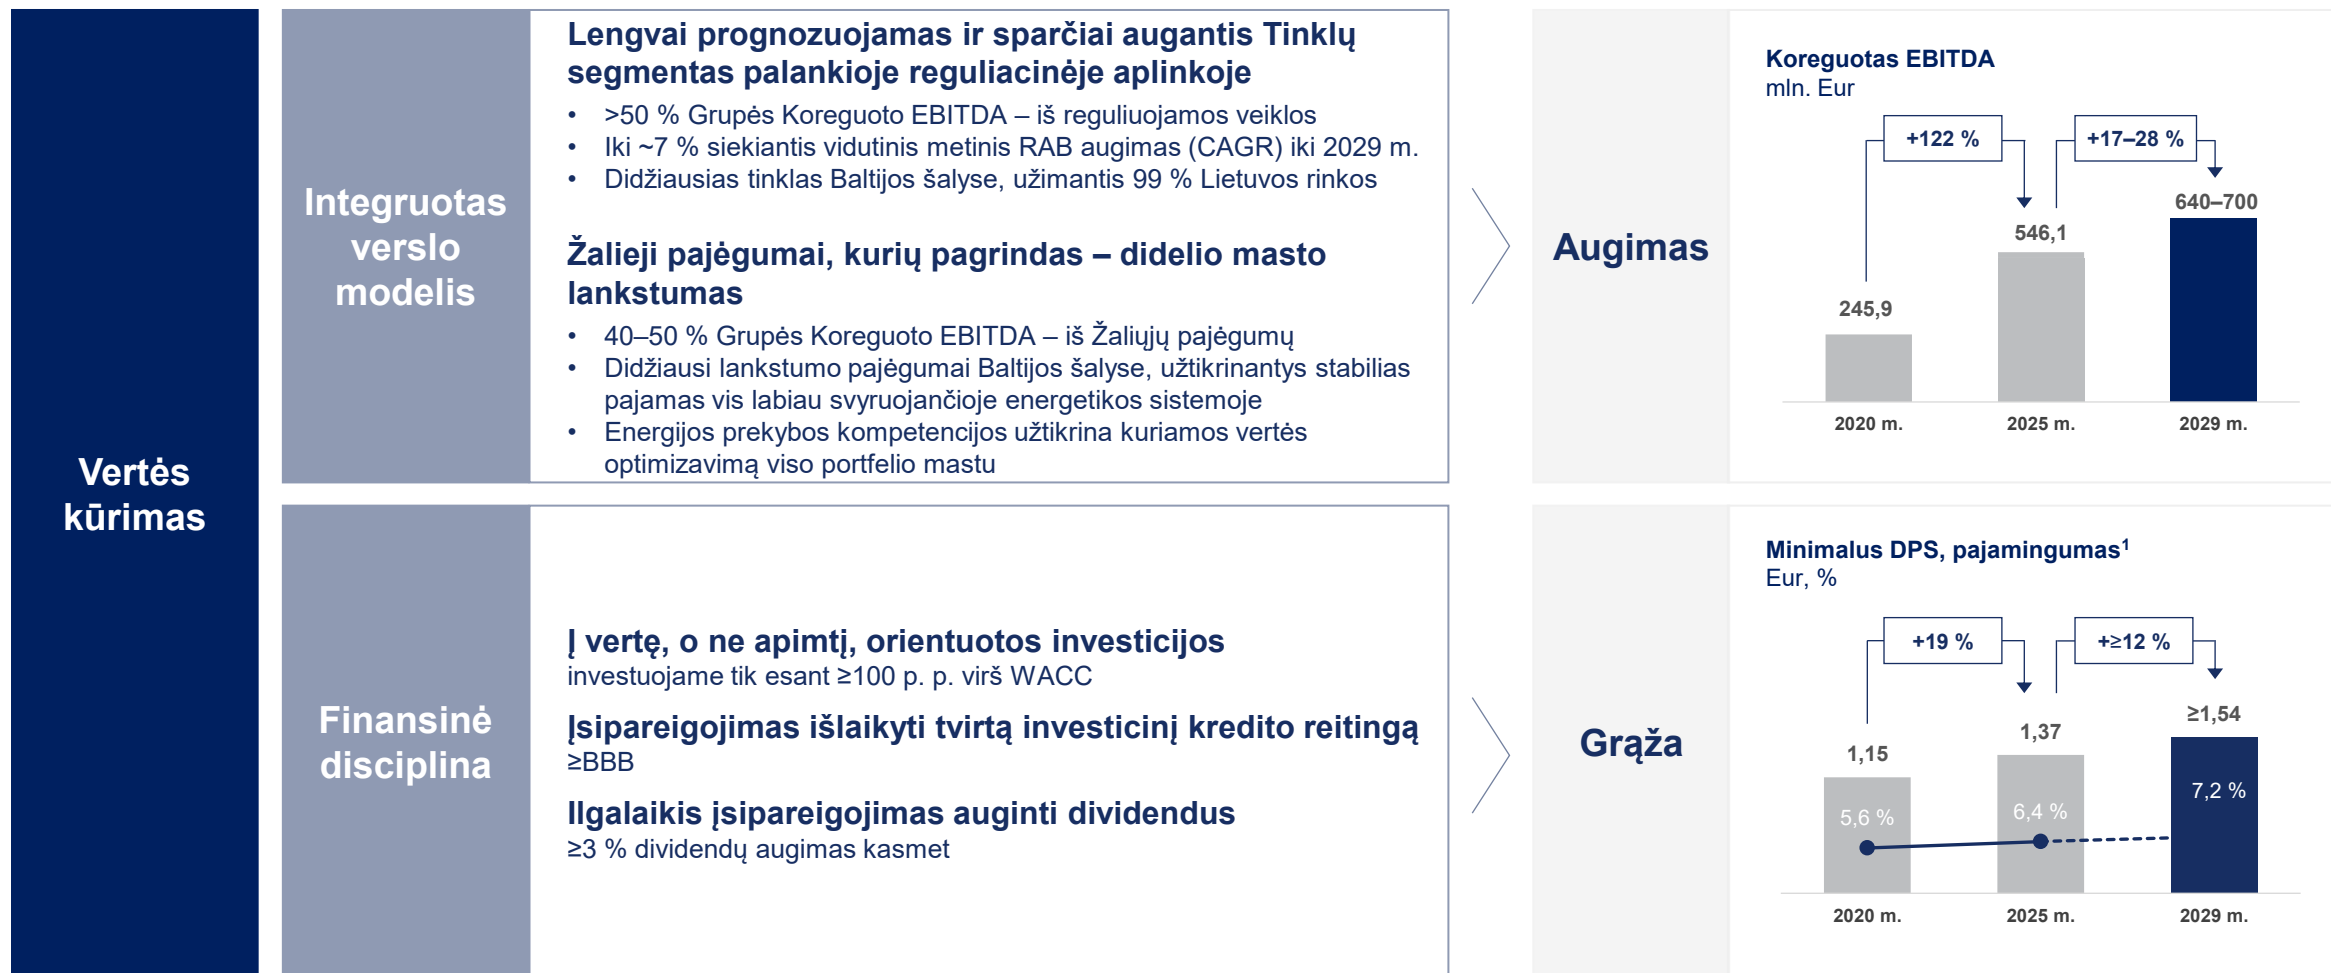 Vertės
kūrimas
Integruotas
verslo
modelis
Lengvai prognozuojamas ir sparčiai augantis Tinklų
segmentas palankioje reguliacinėje aplinkoje
• >50 % Grupės Koreguoto EBITDA – iš reguliuojamos veiklos
• Iki ~7 % siekiantis vidutinis metinis RAB augimas (CAGR) iki 2029 m.
• Didžiausias tinklas Baltijos šalyse, užimantis 99 % Lietuvos rinkos
Žalieji pajėgumai, kurių pagrindas – didelio masto
lankstumas
• 40–50 % Grupės Koreguoto EBITDA – iš Žaliųjų pajėgumų
• Didžiausi lankstumo pajėgumai Baltijos šalyse, užtikrinantys stabilias
pajamas vis labiau svyruojančioje energetikos sistemoje
• Energijos prekybos kompetencijos užtikrina kuriamos vertės
optimizavimą viso portfelio mastu
Augimas
Koreguotas EBITDA
mln. Eur
+122 %
+17–28 %
245,9
546,1
640–700
2020 m.
2025 m.
2029 m.
Finansinė
disciplina
Į vertę, o ne apimtį, orientuotos investicijos
investuojame tik esant ≥100 p. p. virš WACC
Įsipareigojimas išlaikyti tvirtą investicinį kredito reitingą
≥BBB
Ilgalaikis įsipareigojimas auginti dividendus
≥3 % dividendų augimas kasmet
Grąža
Minimalus DPS, pajamingumas¹
Eur, %
+19 %
+≥12 %
1,15
1,37
≥1,54
5,6 %
6,4 %
7,2 %
2020 m.
2025 m.
2029 m.